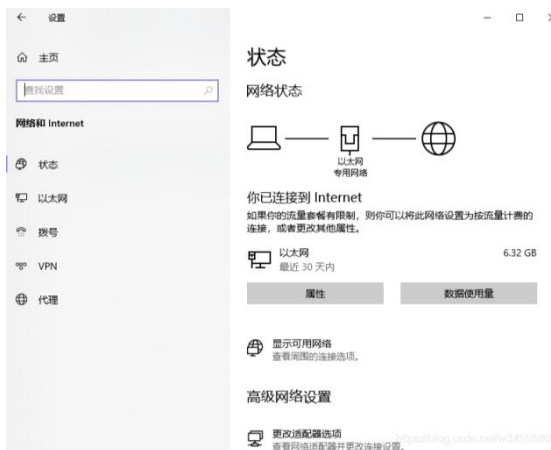 设置
主页
查找设置
网络和 Internet
状态
以太网
拨号
VPN
代理
状态
网络状态
以太网
专用网络
你已连接到 Internet
如果你的流量套餐有限制，则你可以将此网络设置为按流量计费的
连接，或者更改其他属性。
以太网
6.32 GB
最近 30 天内
属性
数据使用量
显示可用网络
查看周围的连接选项。
高级网络设置
更改适配器选项
查看网络适配器并更改连接设置。